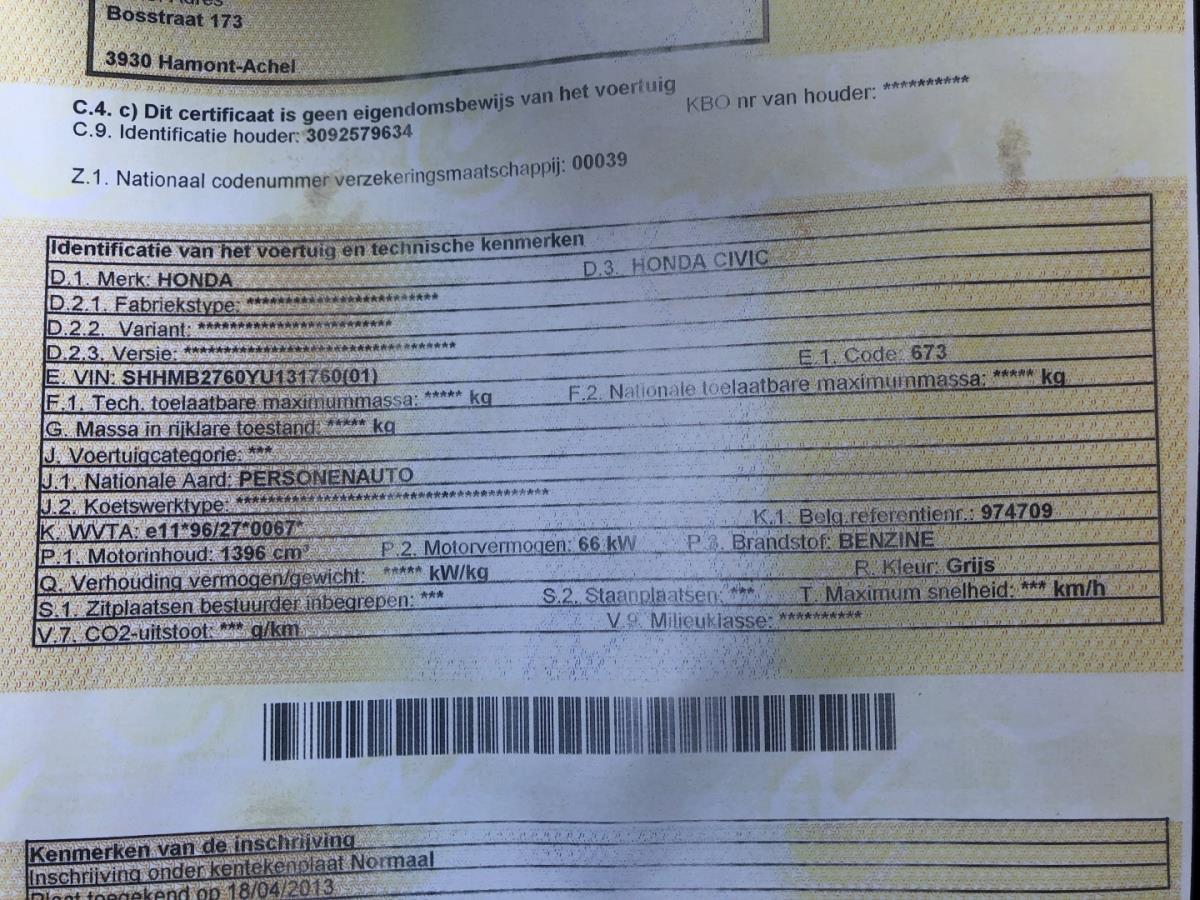 Adres
Bosstraat 173
3930 Hamont-Achel
C.4. c) Dit certificaat is geen eigendomsbewijs van het voertuig
KBO nr van houder: **********
C.9. Identificatie houder: 3092579634
Z.1. Nationaal codenummer verzekeringsmaatschappij: 00039
Identificatie van het voertuig en technische kenmerken
D.1. Merk: HONDA D.3. HONDA CIVIC
D.2.1. Fabriekstype: *************************
D.2.2. Variant: *************************
D.2.3. Versie: ***********************************
E. VIN: SHHMB2760YU131760(01) E.1. Code: 673
F.1. Tech. toelaatbare maximummassa: ***** kg F.2. Nationale toelaatbare maximummassa: ***** kg
G. Massa in rijklare toestand: ***** kg
J. Voertuigcategorie: ***
J.1. Nationale Aard: PERSONENAUTO
J.2. Koetswerktype: ****************************************
K. WVTA: e11*96/27*0067* K.1. Belg.referentienr.: 974709
P.1. Motorinhoud: 1396 cm³ P.2. Motorvermogen: 66 kW P.3. Brandstof: BENZINE
Q. Verhouding vermogen/gewicht: ***** kW/kg R. Kleur: Grijs
S.1. Zitplaatsen bestuurder inbegrepen: *** S.2. Staanplaatsen: *** T. Maximum snelheid: *** km/h
V.7. CO2-uitstoot: *** g/km V.9. Milieuklasse: **********
Kenmerken van de inschrijving
Inschrijving onder kentekenplaat Normaal
Plaat toegekend op 18/04/2013